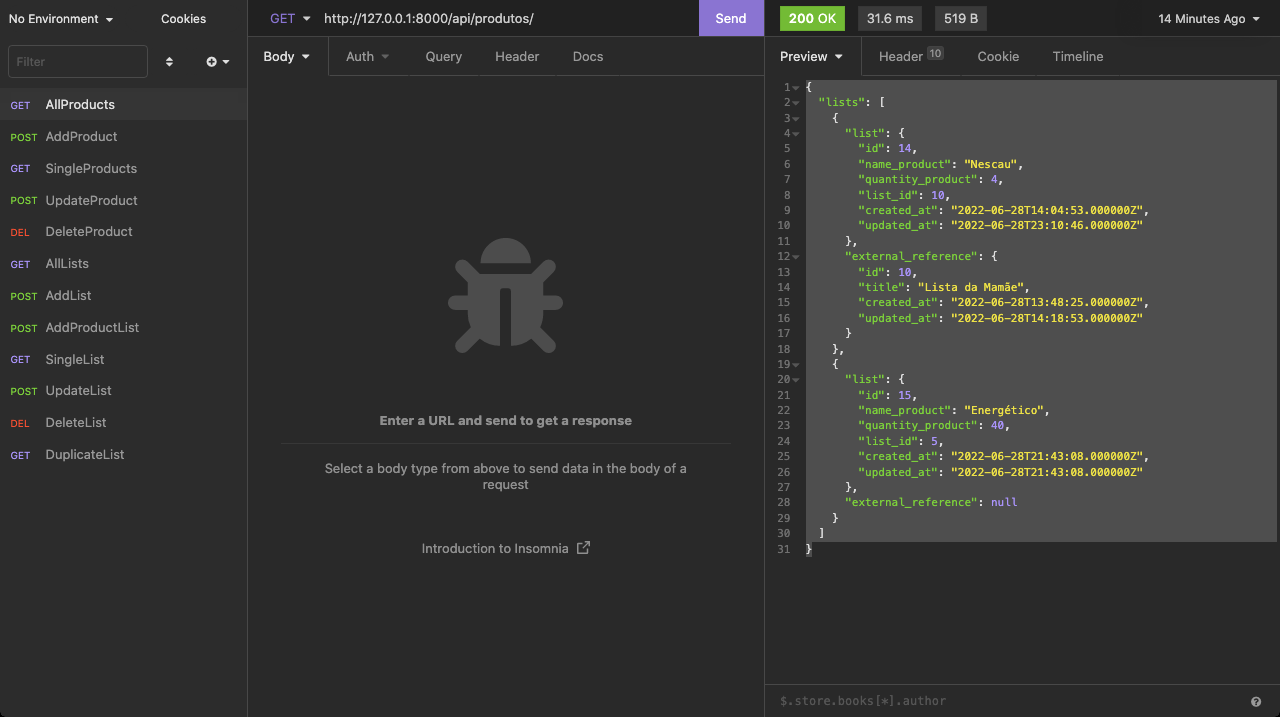 No Environment
Cookies
GET http://127.0.0.1:8000/api/produtos/ Send
200 OK 31.6 ms 519 B 14 Minutes Ago
Filter
GET AllProducts
POST AddProduct
GET SingleProducts
POST UpdateProduct
DEL DeleteProduct
GET AllLists
POST AddList
POST AddProductList
GET SingleList
POST UpdateList
DEL DeleteList
GET DuplicateList
Body Auth Query Header Docs
Enter a URL and send to get a response
Select a body type from above to send data in the body of a
request
Introduction to Insomnia
Preview Header 10 Cookie Timeline
1 {
2 "lists": [
3 {
4 "list": {
5 "id": 14,
6 "name_product": "Nescau",
7 "quantity_product": 4,
8 "list_id": 10,
9 "created_at": "2022-06-28T14:04:53.000000Z",
10 "updated_at": "2022-06-28T23:10:46.000000Z"
11 },
12 "external_reference": {
13 "id": 10,
14 "title": "Lista da Mamãe",
15 "created_at": "2022-06-28T13:48:25.000000Z",
16 "updated_at": "2022-06-28T14:18:53.000000Z"
17 }
18 },
19 {
20 "list": {
21 "id": 15,
22 "name_product": "Energético",
23 "quantity_product": 40,
24 "list_id": 5,
25 "created_at": "2022-06-28T21:43:08.000000Z",
26 "updated_at": "2022-06-28T21:43:08.000000Z"
27 },
28 "external_reference": null
29 }
30 ]
31 }
$.store.books[*].author